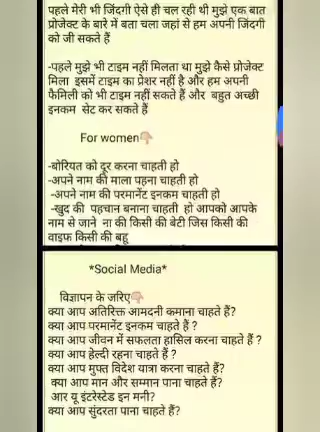 पहले मेरी भी जिंदगी ऐसे ही चल रही थी मुझे एक बात
प्रोजेक्ट के बारे में बता चला जहां से हम अपनी जिंदगी
को जी सकते हैं
-पहले मुझे भी टाइम नहीं मिलता था मुझे कैसे प्रोजेक्ट
मिला इसमें टाइम का प्रेशर नहीं है और हम अपनी
फैमिली को भी टाइम नहीं सकते हैं और बहुत अच्छी
इनकम सेट कर सकते हैं
For women👇🏻
-बोरियत को दूर करना चाहती हो
-अपने नाम की माला पहना चाहती हो
-अपने नाम की परमानेंट इनकम चाहती हो
-खुद की पहचान बनाना चाहती हो आपको आपके
नाम से जाने ना की किसी की बेटी जिस किसी की
वाइफ किसी की बहू
*Social Media*
विज्ञापन के जरिए👇🏻
क्या आप अतिरिक्त आमदनी कमाना चाहते हैं?
क्या आप परमानेंट इनकम चाहते हैं ?
क्या आप जीवन में सफलता हासिल करना चाहते हैं ?
क्या आप हेल्दी रहना चाहते हैं ?
क्या आप मुफ्त विदेश यात्रा करना चाहते हैं?
क्या आप मान और सम्मान पाना चाहते हैं?
आर यू इंटरेस्टेड इन मनी?
क्या आप सुंदरता पाना चाहते हैं?